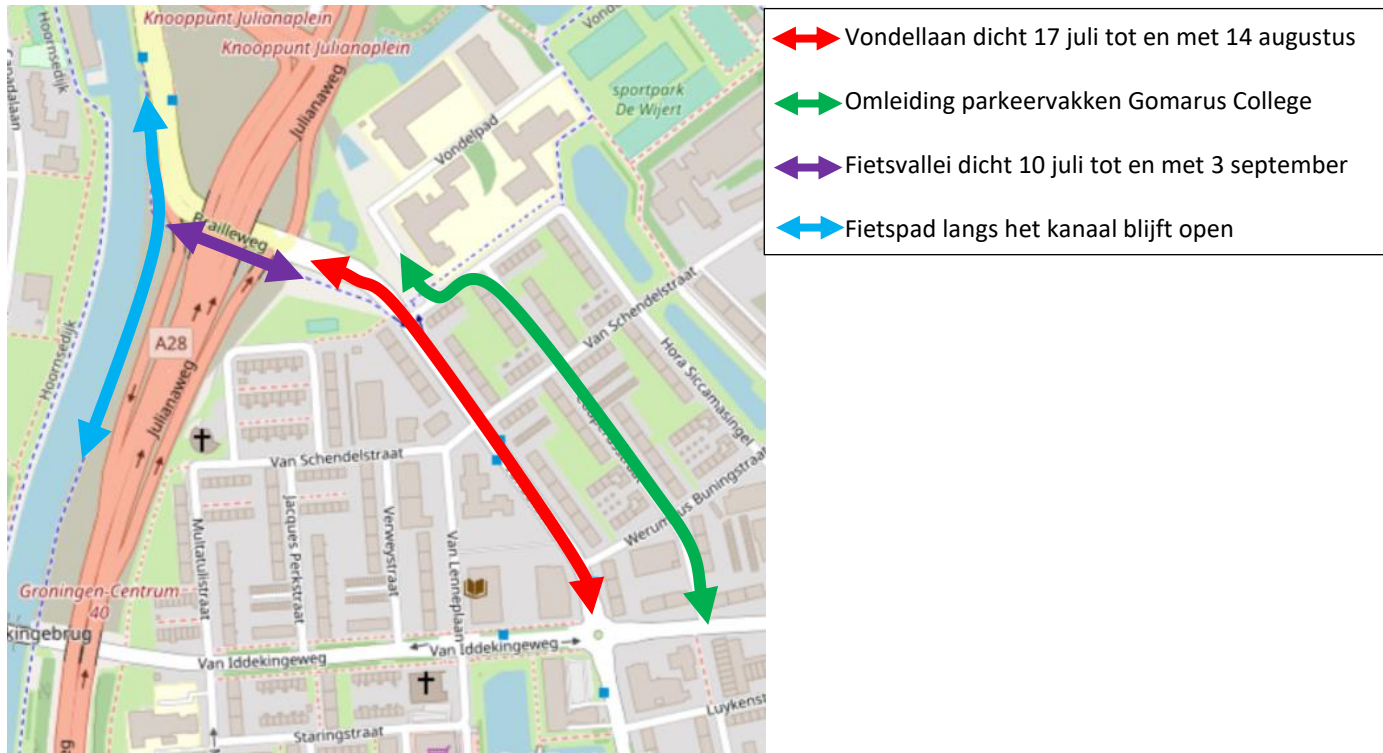 Knooppunt Julianaplein
Knooppunt Julianaplein
Hoornsedijk
Canadalaan
Julianaweg
sportpark
De Wijert
Vondelpad
Brailleweg
Van Schendelstraat
A28
Hoornsedijk
Julianaweg
Hora Siccamasingel
Van Schendelstraat
Multatulistraat
Jacques Perkstraat
Verweystraat
Van Lenneplaan
Groningen-Centrum
40
kingebrug
Van Iddekingeweg
Van Iddekingeweg
Luykenst
Staringstraat
Vondellaan dicht 17 juli tot en met 14 augustus
Omleiding parkeervakken Gomarus College
Fietsvallei dicht 10 juli tot en met 3 september
Fietspad langs het kanaal blijft open